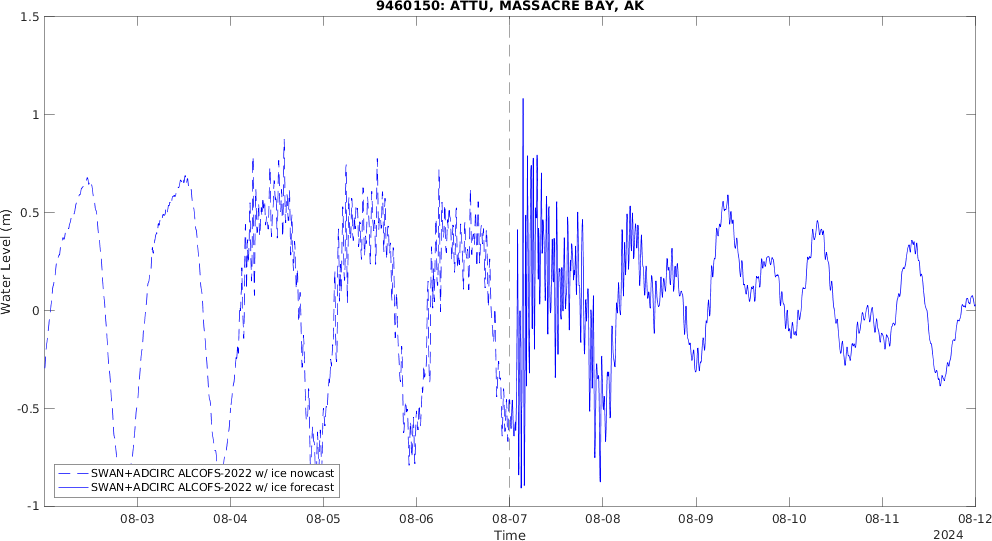 9460150: ATTU, MASSACRE BAY, AK
1.5
1
0.5
0
-0.5
-1
Water Level (m)
SWAN+ADCIRC ALCOFS-2022 w/ ice nowcast
SWAN+ADCIRC ALCOFS-2022 w/ ice forecast
08-03 08-04 08-05 08-06 08-07 08-08 08-09 08-10 08-11 08-12
Time
2024